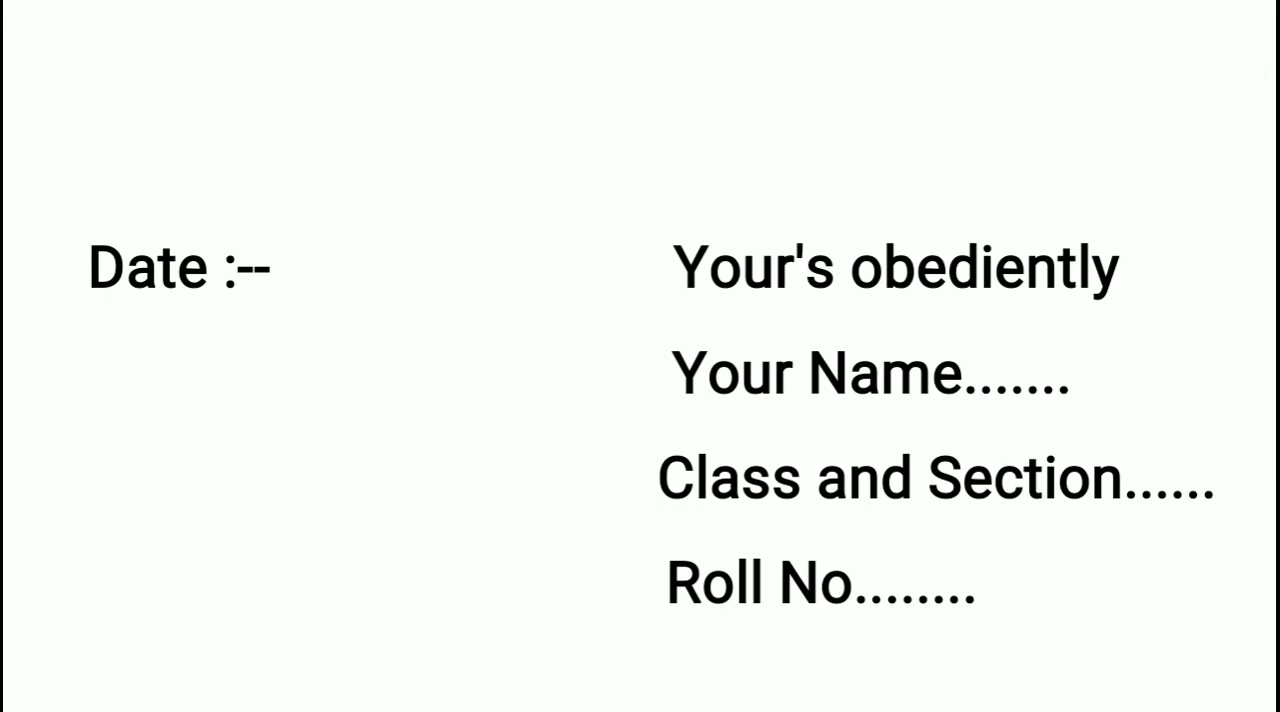 Date :-- Your's obediently
Your Name.......
Class and Section......
Roll No........